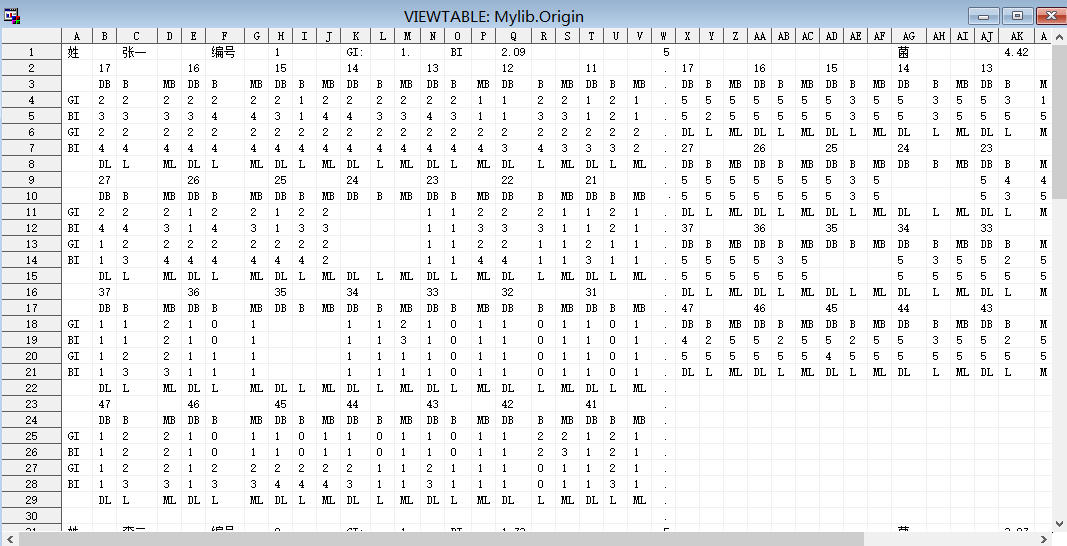 VIEWTABLE: Mylib.Origin
A B C D E F G H I J K L M N O P Q R S T U V W X Y Z AA AB AC AD AE AF AG AH AI AJ AK A
1 姓 张一 编号 1 GI: 1. BI 2.09 5 菌 4.42
2 17 16 15 14 13 12 11 . 17 16 15 14 13
3 DB B MB DB B MB DB B MB DB B MB DB B MB DB B MB DB B MB . DB B MB DB B MB DB B MB DB B MB DB B M
4 GI 2 2 2 2 2 2 2 1 2 2 2 2 2 2 1 1 2 2 1 2 1 . 5 5 5 5 5 5 5 3 5 5 3 5 5 3 1
5 BI 3 3 3 3 4 4 3 1 4 4 3 3 4 3 1 1 3 3 1 2 1 . 5 2 5 5 5 5 5 3 5 5 3 5 5 5 5
6 GI 2 2 2 2 2 2 2 2 2 2 2 2 2 2 2 2 2 2 2 2 2 . DL L ML DL L ML DL L ML DL L ML DL L M
7 BI 4 4 4 4 4 4 4 4 4 4 4 4 4 4 4 3 4 3 3 3 2 . 27 26 25 24 23
8 DL L ML DL L ML DL L ML DL L ML DL L ML DL L ML DL L ML . DB B MB DB B MB DB B MB DB B MB DB B M
9 27 26 25 24 23 22 21 . 5 5 5 5 5 5 5 3 5 5 4 4
10 DB B MB DB B MB DB B MB DB B MB DB B MB DB B MB DB B MB . 5 5 5 5 5 5 5 3 5 5 3 5
11 GI 2 2 2 1 2 2 1 2 2 1 1 2 2 2 1 1 2 1 . DL L ML DL L ML DL L ML DL L ML DL L M
12 BI 4 4 3 1 4 3 1 3 3 1 1 3 3 3 1 1 2 1 . 37 36 35 34 33
13 GI 1 2 2 2 2 2 2 2 2 1 1 2 2 1 1 2 1 1 . DB B MB DB B MB DB B MB DB B MB DB B M
14 BI 1 3 4 4 4 4 4 4 2 1 1 4 4 1 1 3 1 1 . 5 5 5 5 3 5 5 3 5 5 2 5
15 DL L ML DL L ML DL L ML DL L ML DL L ML DL L ML DL L ML . 5 5 5 5 5 5 5 5 5 5 5 5
16 37 36 35 34 33 32 31 . DL L ML DL L ML DL L ML DL L ML DL L M
17 DB B MB DB B MB DB B MB DB B MB DB B MB DB B MB DB B MB . 47 46 45 44 43
18 GI 1 1 2 1 0 1 1 1 2 1 0 1 1 0 1 1 0 1 . DB B MB DB B MB DB B MB DB B MB DB B M
19 BI 1 1 2 1 0 1 1 1 3 1 0 1 1 0 1 1 0 1 . 4 2 5 5 2 5 5 2 5 5 3 5 5 2 5
20 GI 1 2 2 1 1 1 1 1 1 1 0 1 1 0 1 1 0 1 . 5 5 5 5 5 5 4 5 5 5 5 5 5 5 5
21 BI 1 3 3 1 1 1 1 1 1 1 0 1 1 0 1 1 0 1 . DL L ML DL L ML DL L ML DL L ML DL L M
22 DL L ML DL L ML DL L ML DL L ML DL L ML DL L ML DL L ML .
23 47 46 45 44 43 42 41 .
24 DB B MB DB B MB DB B MB DB B MB DB B MB DB B MB DB B MB .
25 GI 1 2 2 1 0 1 1 0 1 1 0 1 1 0 1 1 2 2 1 2 1 .
26 BI 1 2 2 1 0 1 1 0 1 1 0 1 1 0 1 1 2 3 1 2 1 .
27 GI 1 2 2 1 2 2 2 2 2 2 1 1 2 1 1 1 0 1 1 2 1 .
28 BI 1 3 3 1 3 3 4 4 4 3 1 1 3 1 1 1 0 1 1 3 1 .
29 DL L ML DL L ML DL L ML DL L ML DL L ML DL L ML DL L ML .
30 .